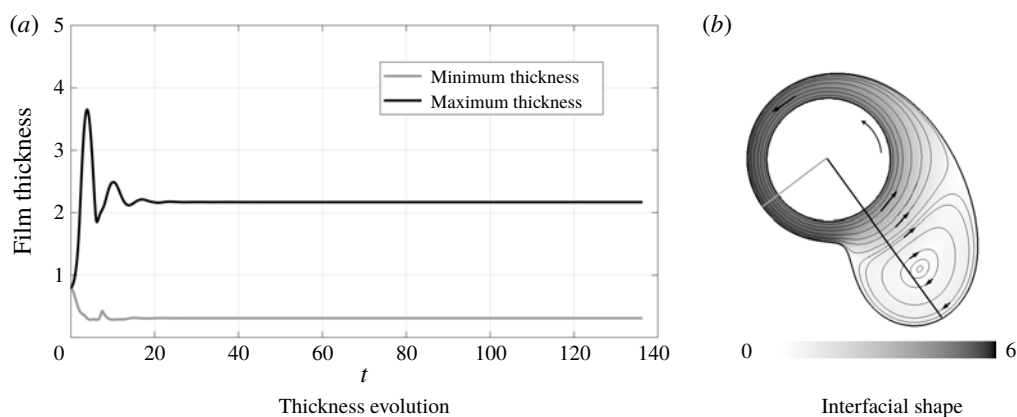 (a)
5
4
3
2
1
0
Film thickness
Minimum thickness
Maximum thickness
20
40
60
80
100
120
140
t
Thickness evolution
(b)
0
6
Interfacial shape